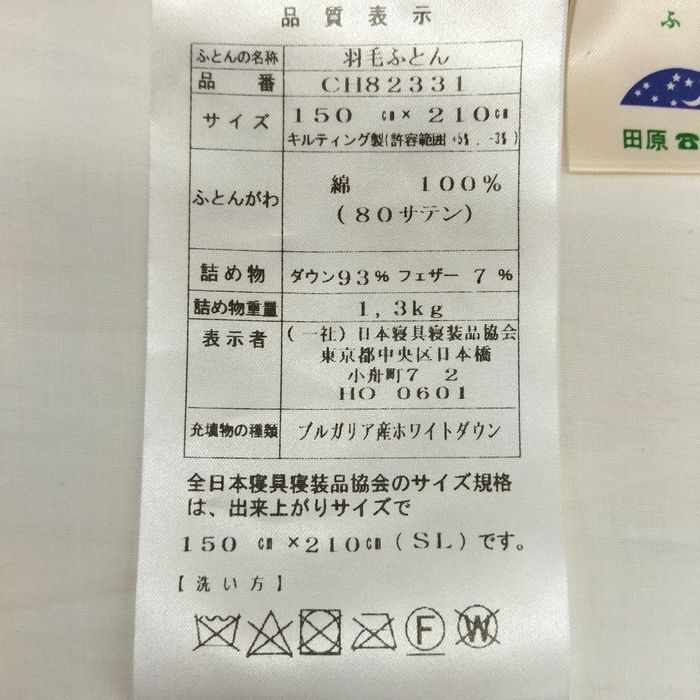 品質表示
ふとんの名称 羽毛ふとん
品番 CH82331
サイズ 150 ㎝×210㎝
キルティング製(許容範囲 +5%, -3%)
ふとんがわ 綿 100%
(80サテン)
詰め物 ダウン93% フェザー7%
詰め物重量 1,3kg
表示者 (一社)日本寝具寝装品協会
東京都中央区日本橋
小舟町7 2
HO 0601
充填物の種類 ブルガリア産ホワイトダウン
全日本寝具寝装品協会のサイズ規格
は、出来上がりサイズで
150 ㎝×210㎝(SL)です。
【洗い方】
F W
ふ
田原☎